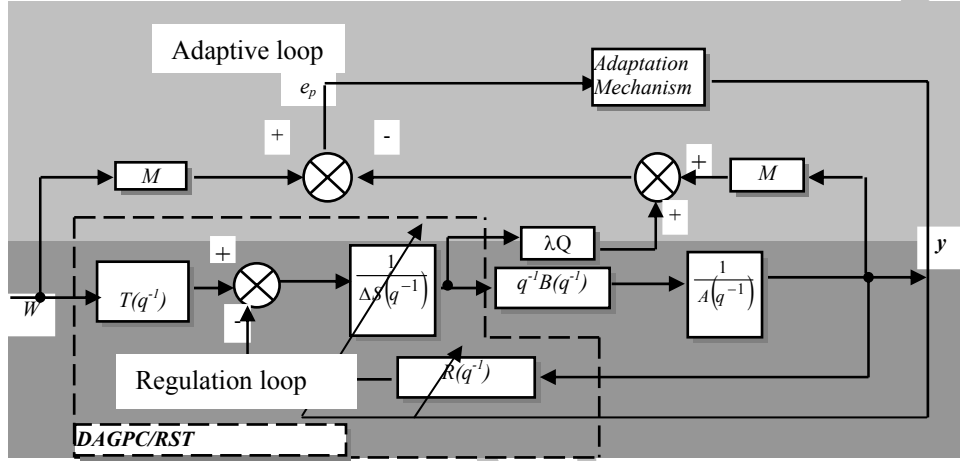 Adaptive loop
Adaptation
Mechanism
e_p
+
-
M
+
M
+
λQ
y
+
1
ΔS(q⁻¹)
q⁻¹B(q⁻¹)
1
A(q⁻¹)
T(q⁻¹)
W
-
Regulation loop
R(q⁻¹)
DAGPC/RST